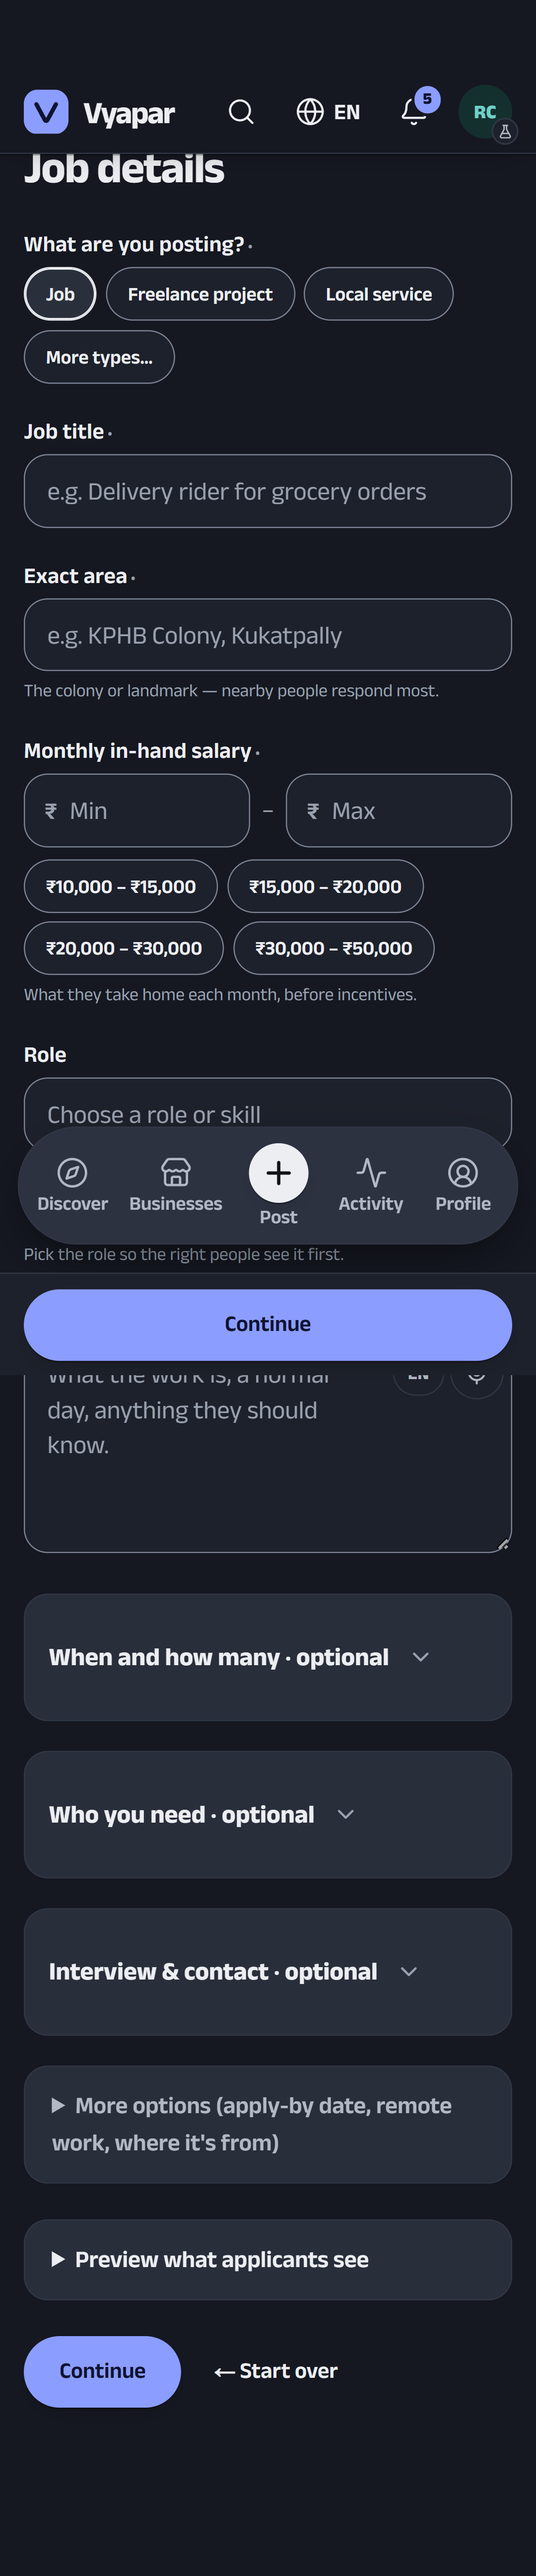 Vyapar
EN
5
RC
Job details
What are you posting? ·
Job
Freelance project
Local service
More types...
Job title ·
e.g. Delivery rider for grocery orders
Exact area ·
e.g. KPHB Colony, Kukatpally
The colony or landmark — nearby people respond most.
Monthly in-hand salary ·
₹ Min – ₹ Max
₹10,000 – ₹15,000
₹15,000 – ₹20,000
₹20,000 – ₹30,000
₹30,000 – ₹50,000
What they take home each month, before incentives.
Role
Choose a role or skill
Discover
Businesses
Post
Activity
Profile
Pick the role so the right people see it first.
Continue
What the work is, a normal
EN
day, anything they should
know.
When and how many · optional
Who you need · optional
Interview & contact · optional
▶ More options (apply-by date, remote
work, where it's from)
▶ Preview what applicants see
Continue
← Start over